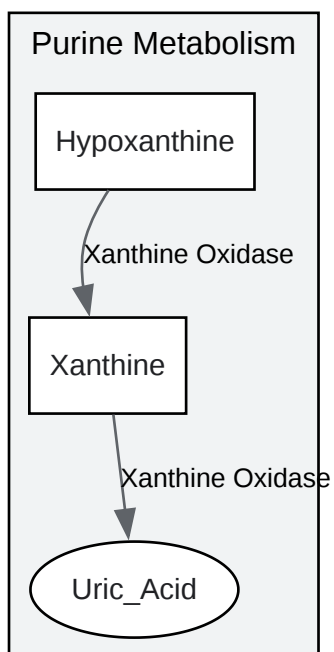 Purine Metabolism
Hypoxanthine
Xanthine Oxidase
Xanthine
Xanthine Oxidase
Uric_Acid